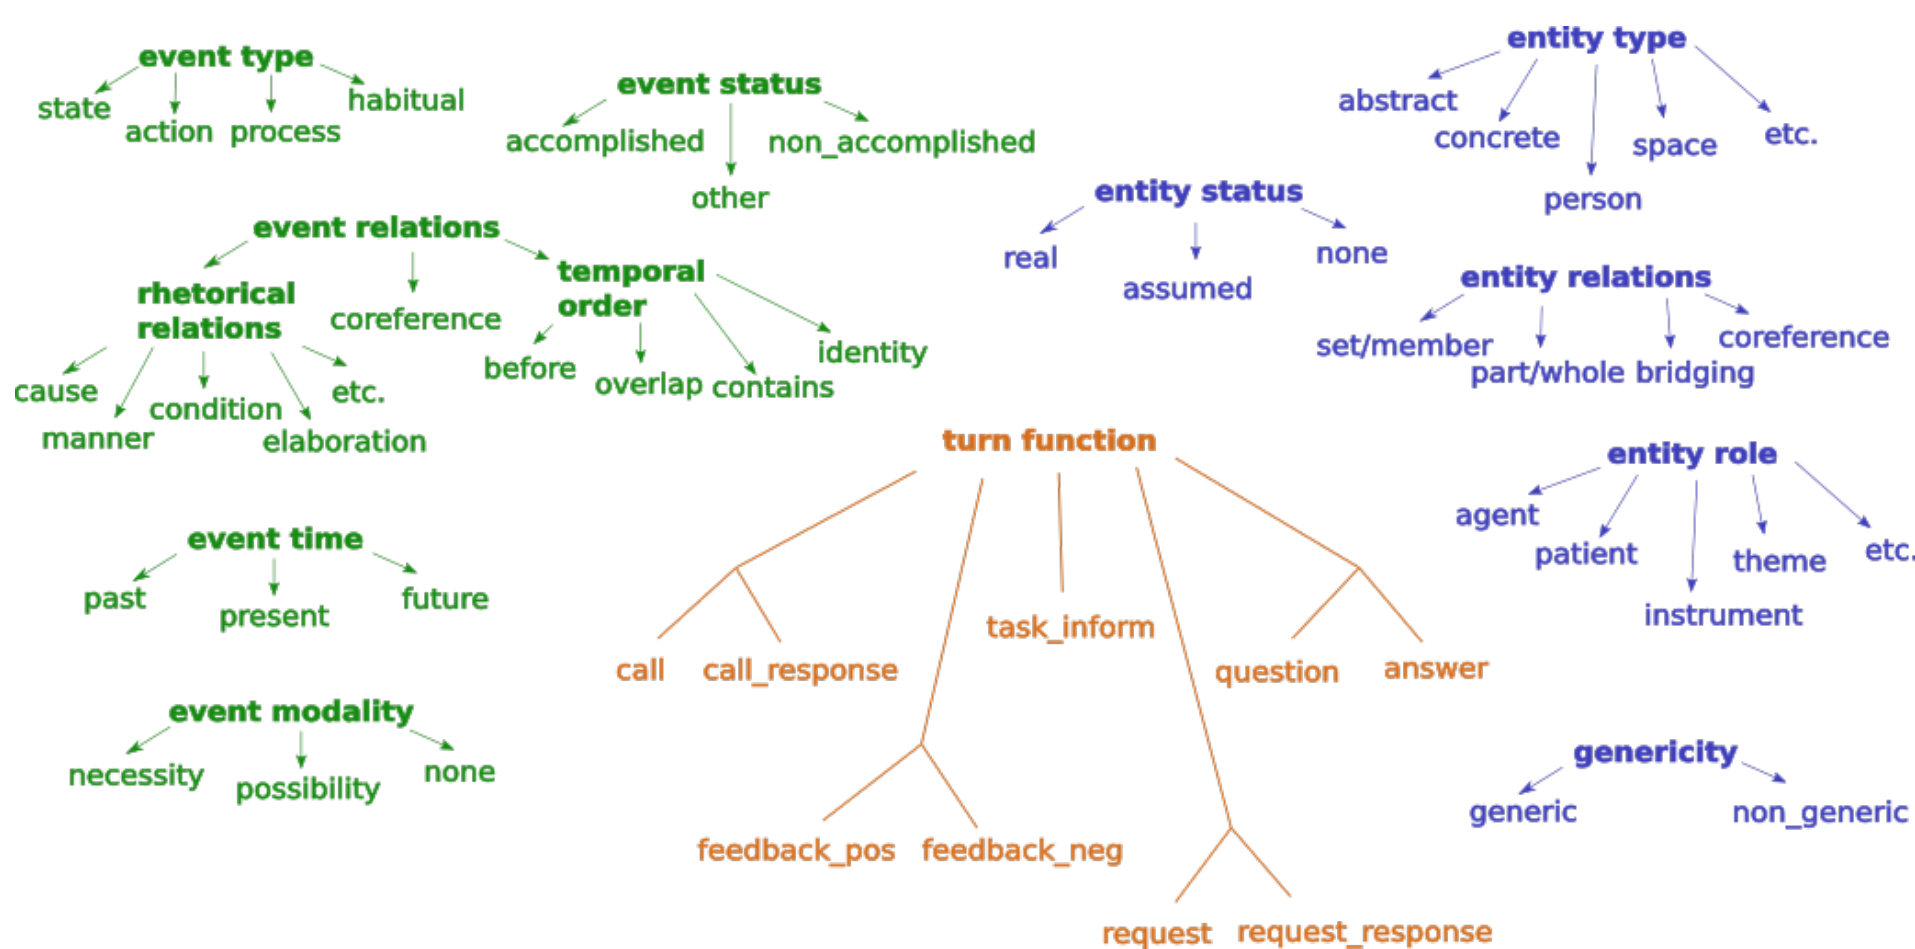 event type
state
action
process
habitual
event status
accomplished
other
non_accomplished
event relations
rhetorical
relations
cause
manner
condition
elaboration
etc.
coreference
temporal
order
before
overlap
contains
identity
event time
past
present
future
event modality
necessity
possibility
none
turn function
call
call_response
feedback_pos
feedback_neg
task_inform
request
request_response
question
answer
entity type
abstract
concrete
person
space
etc.
entity status
real
assumed
none
entity relations
set/member
part/whole
bridging
coreference
entity role
agent
patient
instrument
theme
etc.
genericity
generic
non_generic